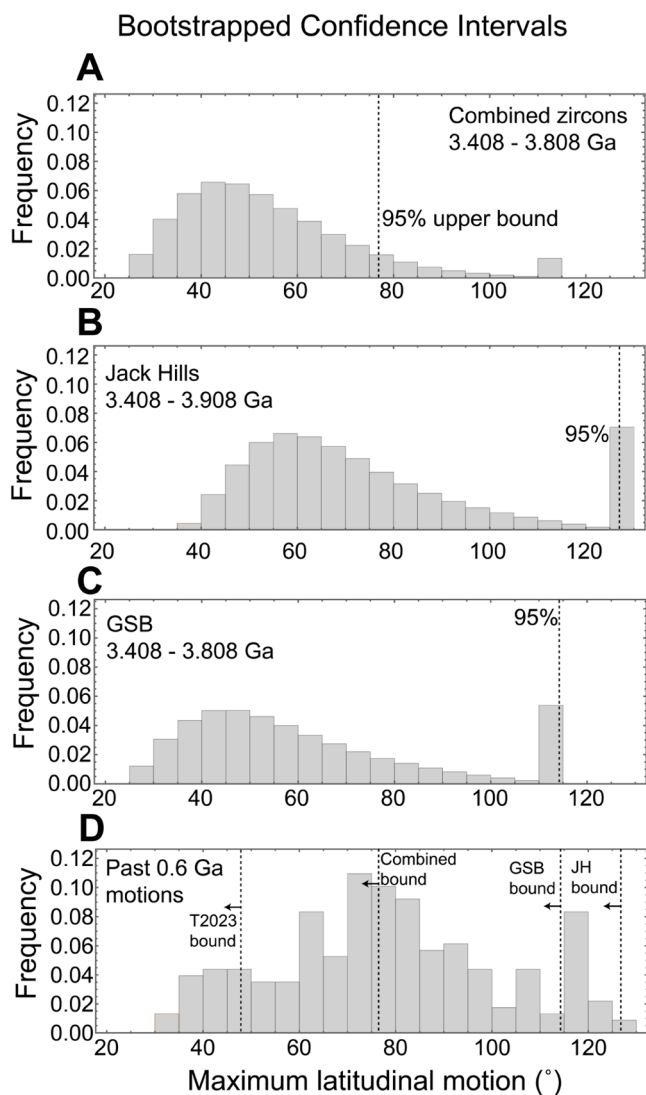 Bootstrapped Confidence Intervals
A
Frequency
0.12
0.10
0.08
0.06
0.04
0.02
0.00
Combined zircons
3.408 - 3.808 Ga
95% upper bound
20 40 60 80 100 120
B
Frequency
0.12
0.10
0.08
0.06
0.04
0.02
0.00
Jack Hills
3.408 - 3.908 Ga
95%
20 40 60 80 100 120
C
Frequency
0.12
0.10
0.08
0.06
0.04
0.02
0.00
GSB
3.408 - 3.808 Ga
95%
20 40 60 80 100 120
D
Frequency
0.12
0.10
0.08
0.06
0.04
0.02
0.00
Past 0.6 Ga
motions
T2023
bound
Combined
bound
GSB
bound
JH
bound
20 40 60 80 100 120
Maximum latitudinal motion (°)